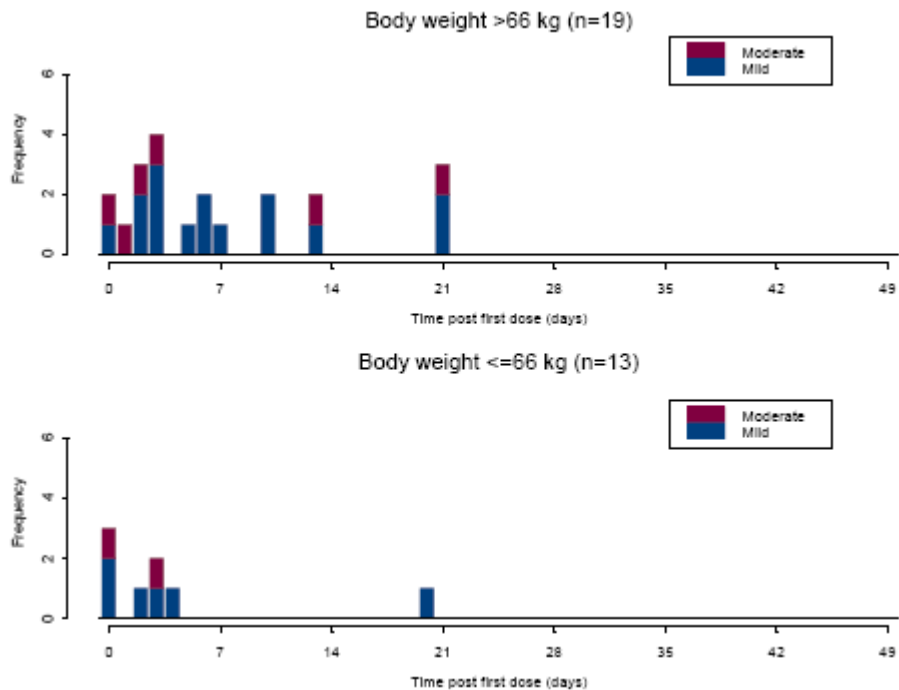 Body weight >66 kg (n=19)
Moderate
Mild
Frequency
6
4
2
0
0 7 14 21 28 35 42 49
Time post first dose (days)
Body weight <=66 kg (n=13)
Moderate
Mild
Frequency
6
4
2
0
0 7 14 21 28 35 42 49
Time post first dose (days)